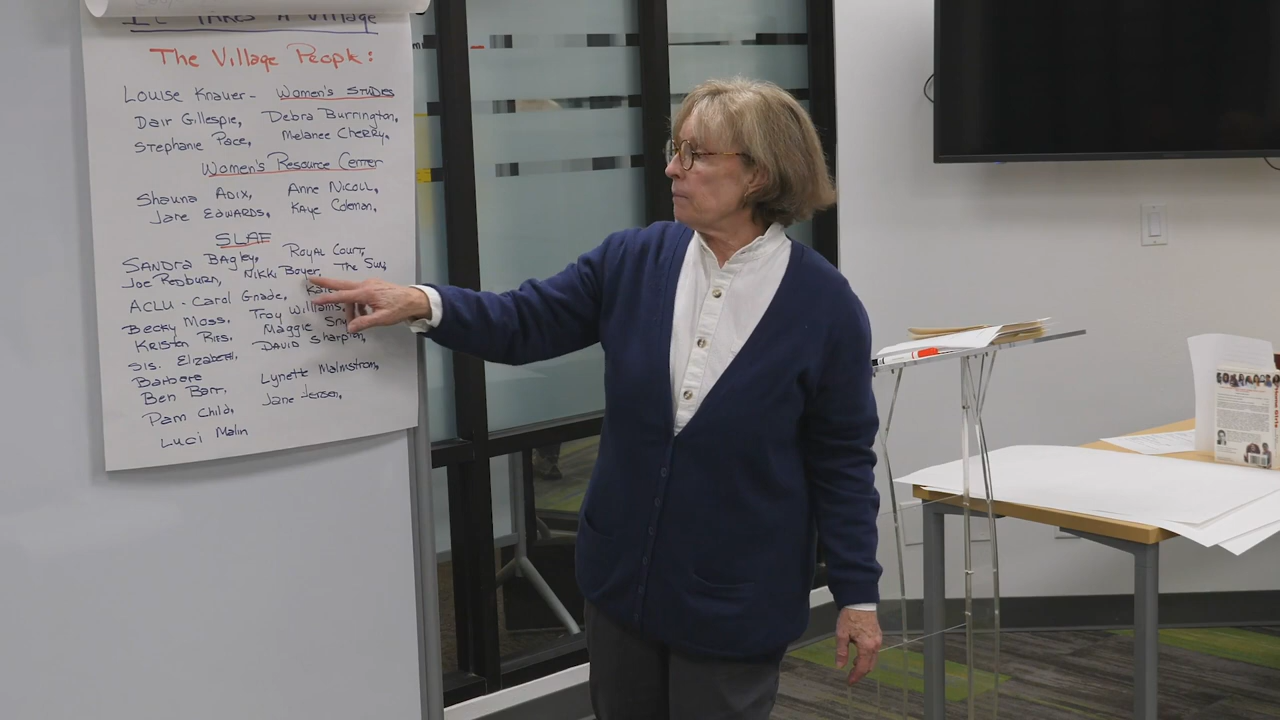 It Takes A Village
The Village People:
Louise Knauer - Women's Studies
Dair Gillespie, Debra Burrington,
Stephanie Pace, Melanee Cherry,
Women's Resource Center
Shauna Adix, Anne Nicoll,
Jane Edwards, Kaye Coleman,
SLAF
Sandra Bagley, Royal Court,
Joe Redburn, Nikki Boyer, The Sun,
ACLU - Carol Gnade,
Becky Moss, Troy Williams,
Kristen Ries, Maggie
Sis. Elizabeth, David Sharpton,
Barbara
Ben Barr, Lynette Malmstrom,
Pam Child, Jane Jensen,
Luci Malin